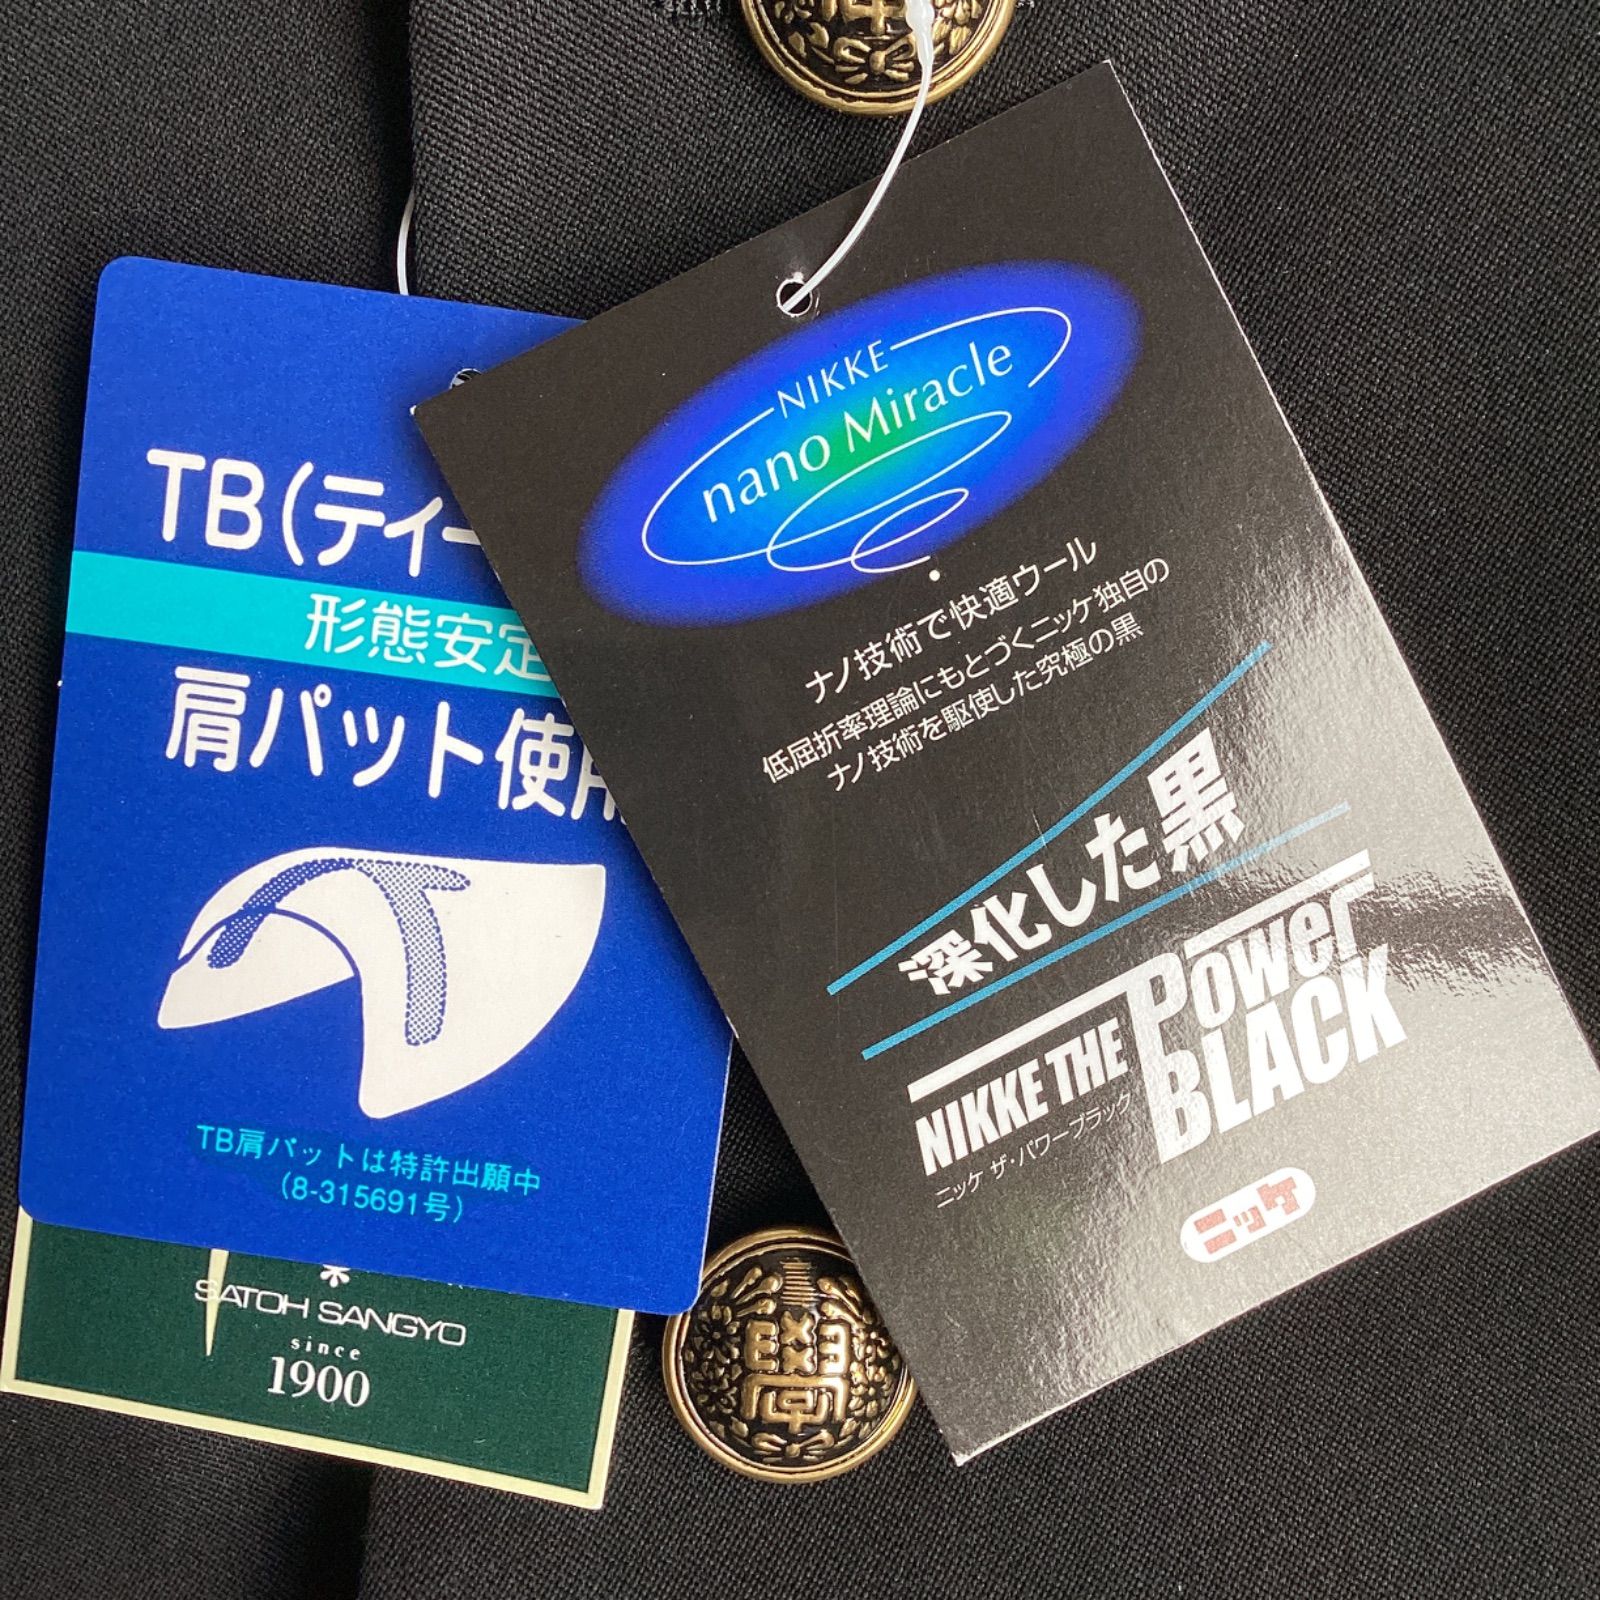 NIKKE
nano Miracle
ナノ技術で快適ウール
低屈折率理論にもとづくニッケ独自の
ナノ技術を駆使した究極の黒
深化した黒
NIKKE THE Power BLACK
ニッケ ザ・パワーブラック
ニッケ
TB(ティー
形態安定
肩パット使用
TB肩パットは特許出願中
(8-315691号)
SATOH SANGYO
since
1900
學